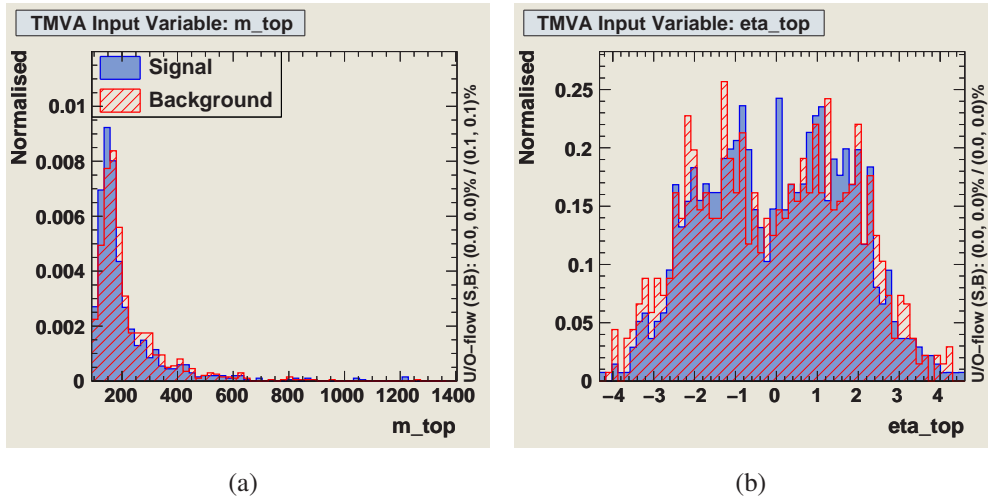 TMVA Input Variable: m_top
Normalised
Signal
Background
0.01
0.008
0.006
0.004
0.002
0
200 400 600 800 1000 1200 1400
m_top
U/O−flow (S,B): (0.0, 0.0)% / (0.1, 0.1)%
(a)
TMVA Input Variable: eta_top
Normalised
0.25
0.2
0.15
0.1
0.05
0
−4 −3 −2 −1 0 1 2 3 4
eta_top
U/O−flow (S,B): (0.0, 0.0)% / (0.0, 0.0)%
(b)